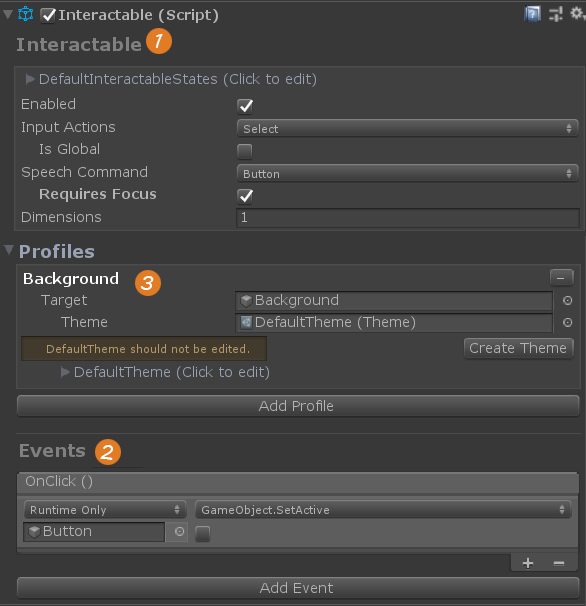 Interactable (Script)
Interactable 1
DefaultInteractableStates (Click to edit)
Enabled
Input Actions Select
Is Global
Speech Command Button
Requires Focus
Dimensions 1
Profiles
Background 3
Target Background
Theme DefaultTheme (Theme)
DefaultTheme should not be edited. Create Theme
DefaultTheme (Click to edit)
Add Profile
Events 2
OnClick ()
Runtime Only GameObject.SetActive
Button
Add Event